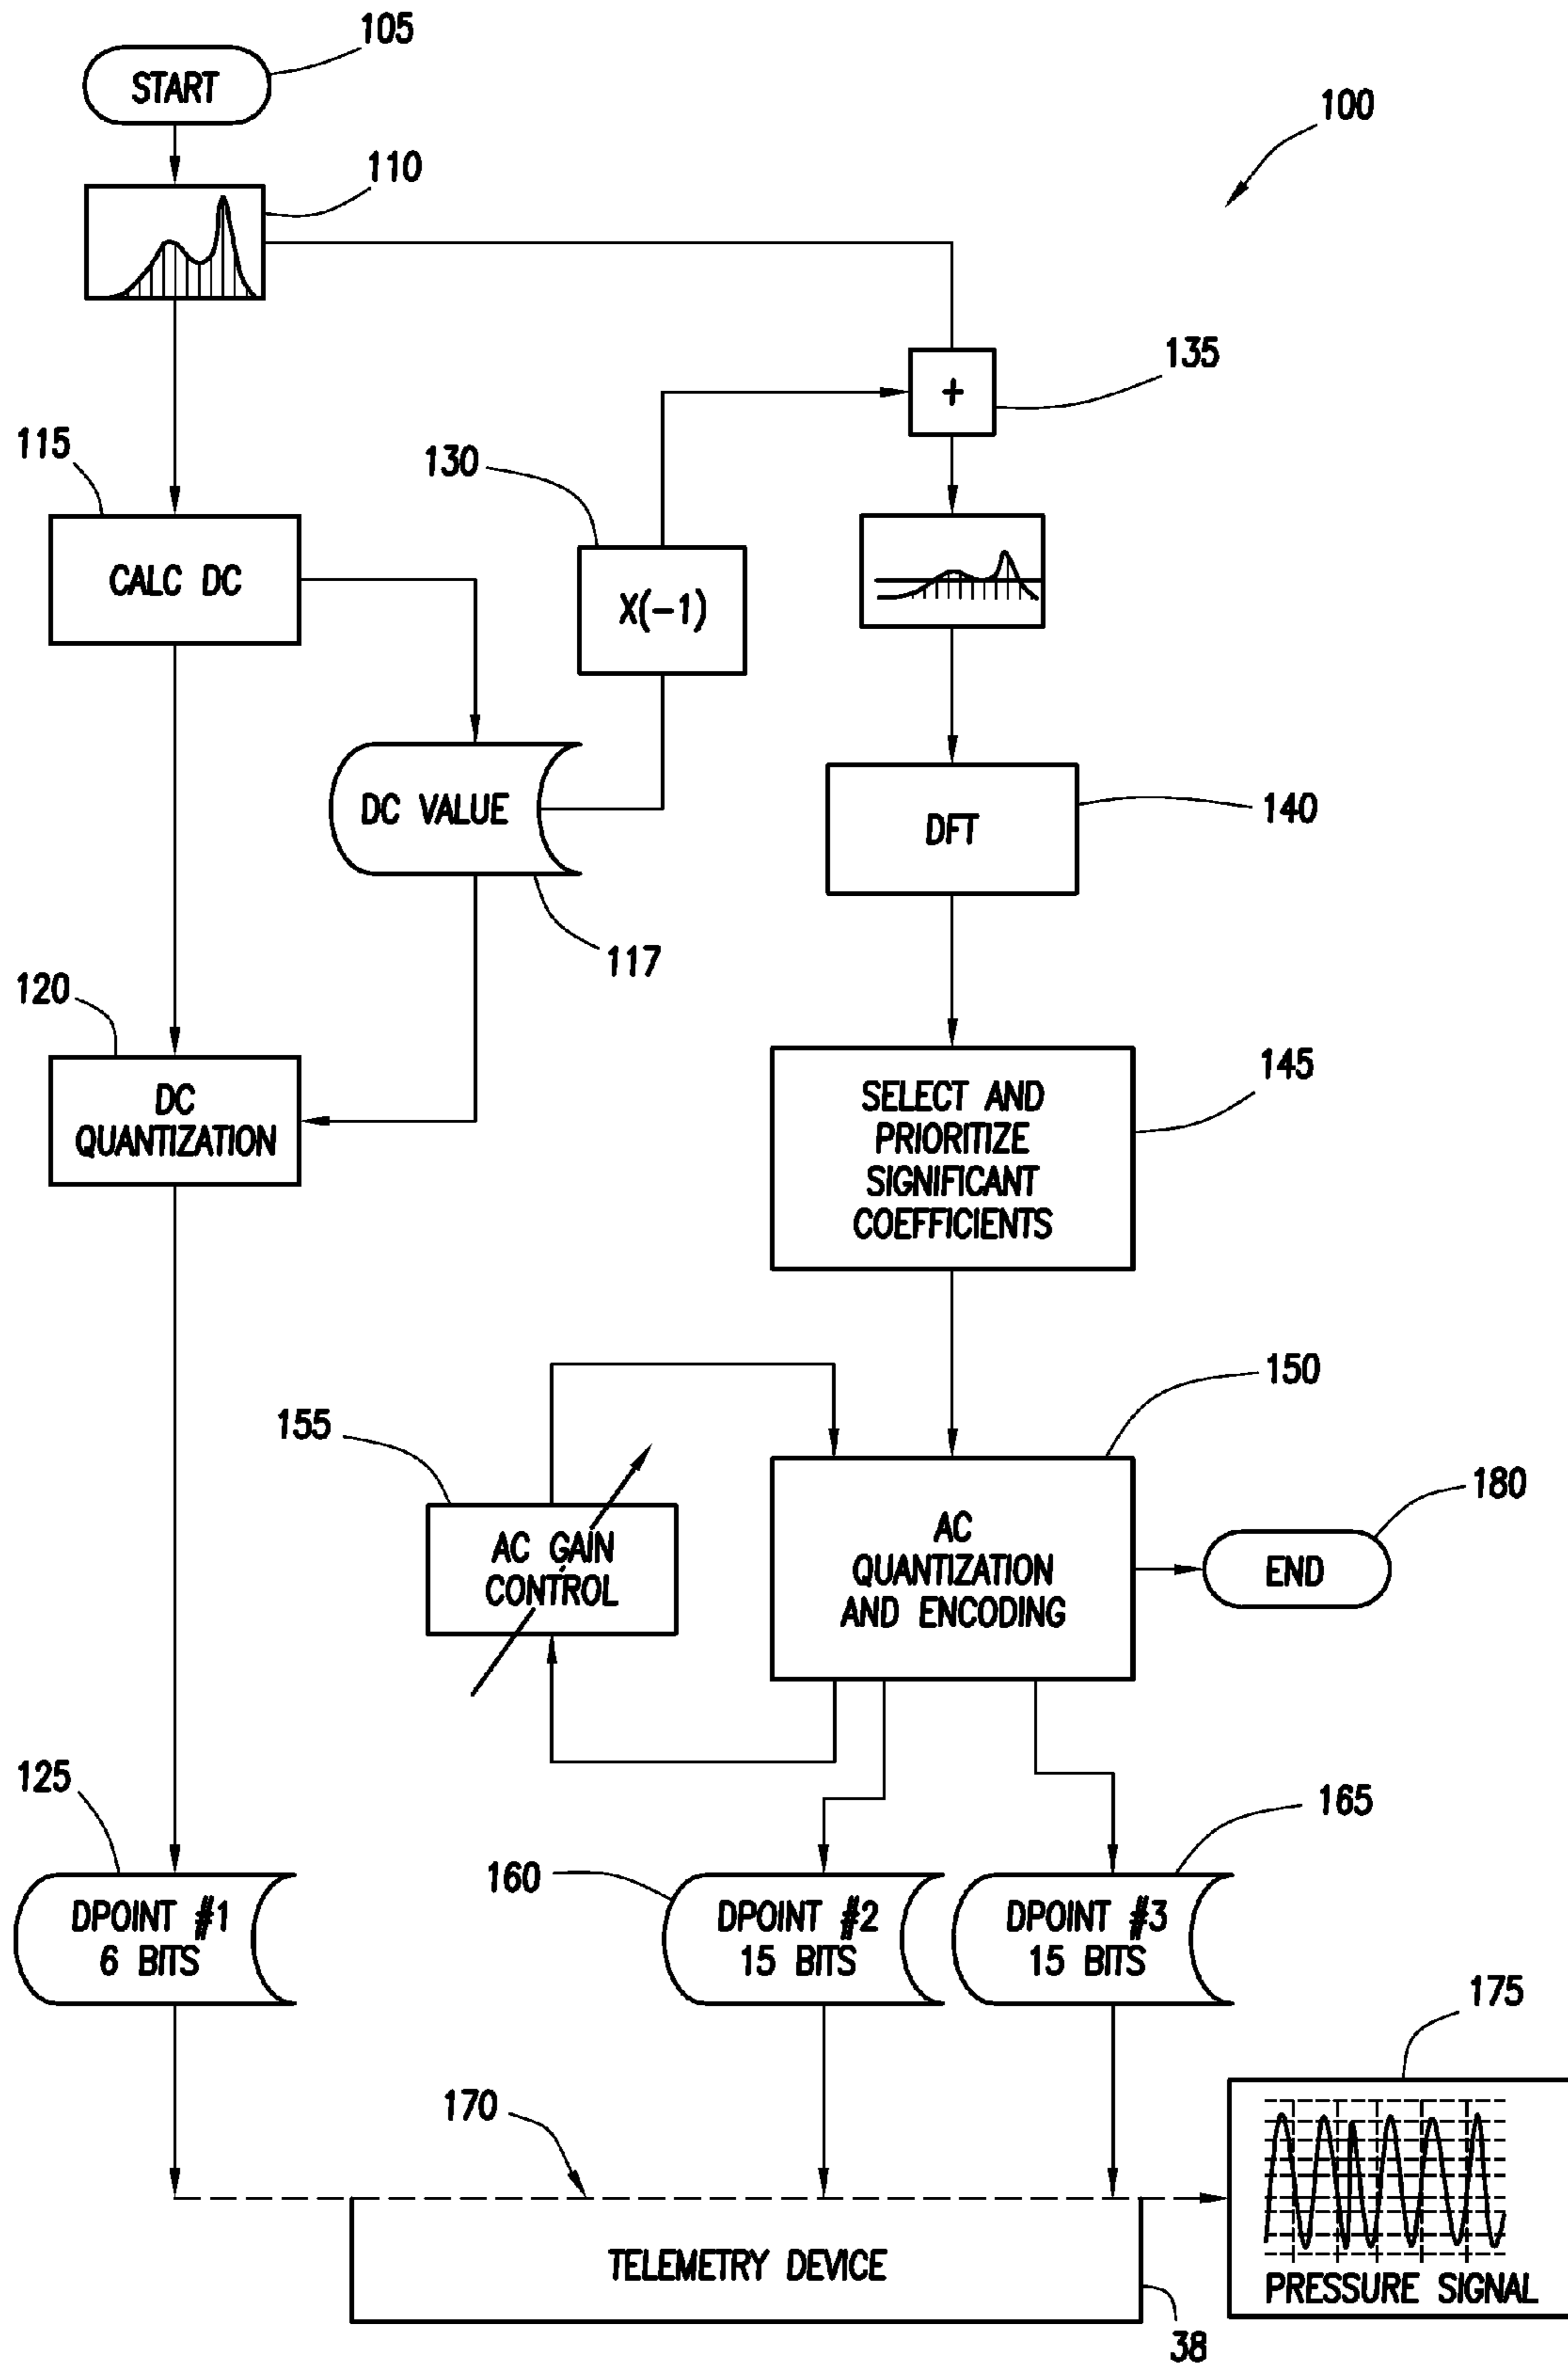 105
START
100
110
135
+
115
130
CALC DC
X(-1)
DC VALUE
140
DFT
117
120
DC
QUANTIZATION
145
SELECT AND
PRIORITIZE
SIGNIFICANT
COEFFICIENTS
150
155
180
AC GAIN
CONTROL
AC
QUANTIZATION
AND ENCODING
END
125
165
160
DPOINT #1
6 BITS
DPOINT #2
15 BITS
DPOINT #3
15 BITS
175
170
TELEMETRY DEVICE
PRESSURE SIGNAL
38